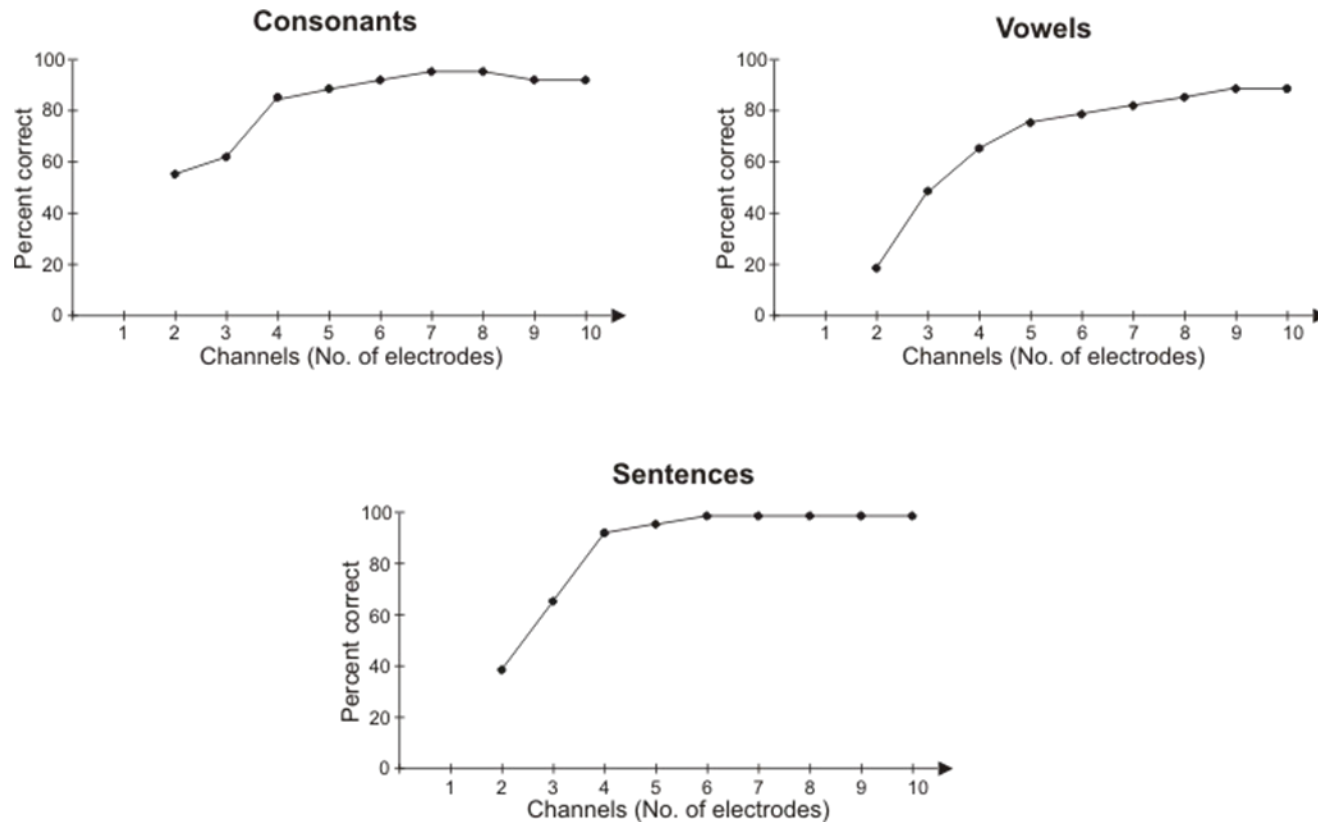 Consonants
100
80
60
40
20
0
Percent correct
1 2 3 4 5 6 7 8 9 10
Channels (No. of electrodes)
Vowels
100
80
60
40
20
0
Percent correct
1 2 3 4 5 6 7 8 9 10
Channels (No. of electrodes)
Sentences
100
80
60
40
20
0
Percent correct
1 2 3 4 5 6 7 8 9 10
Channels (No. of electrodes)